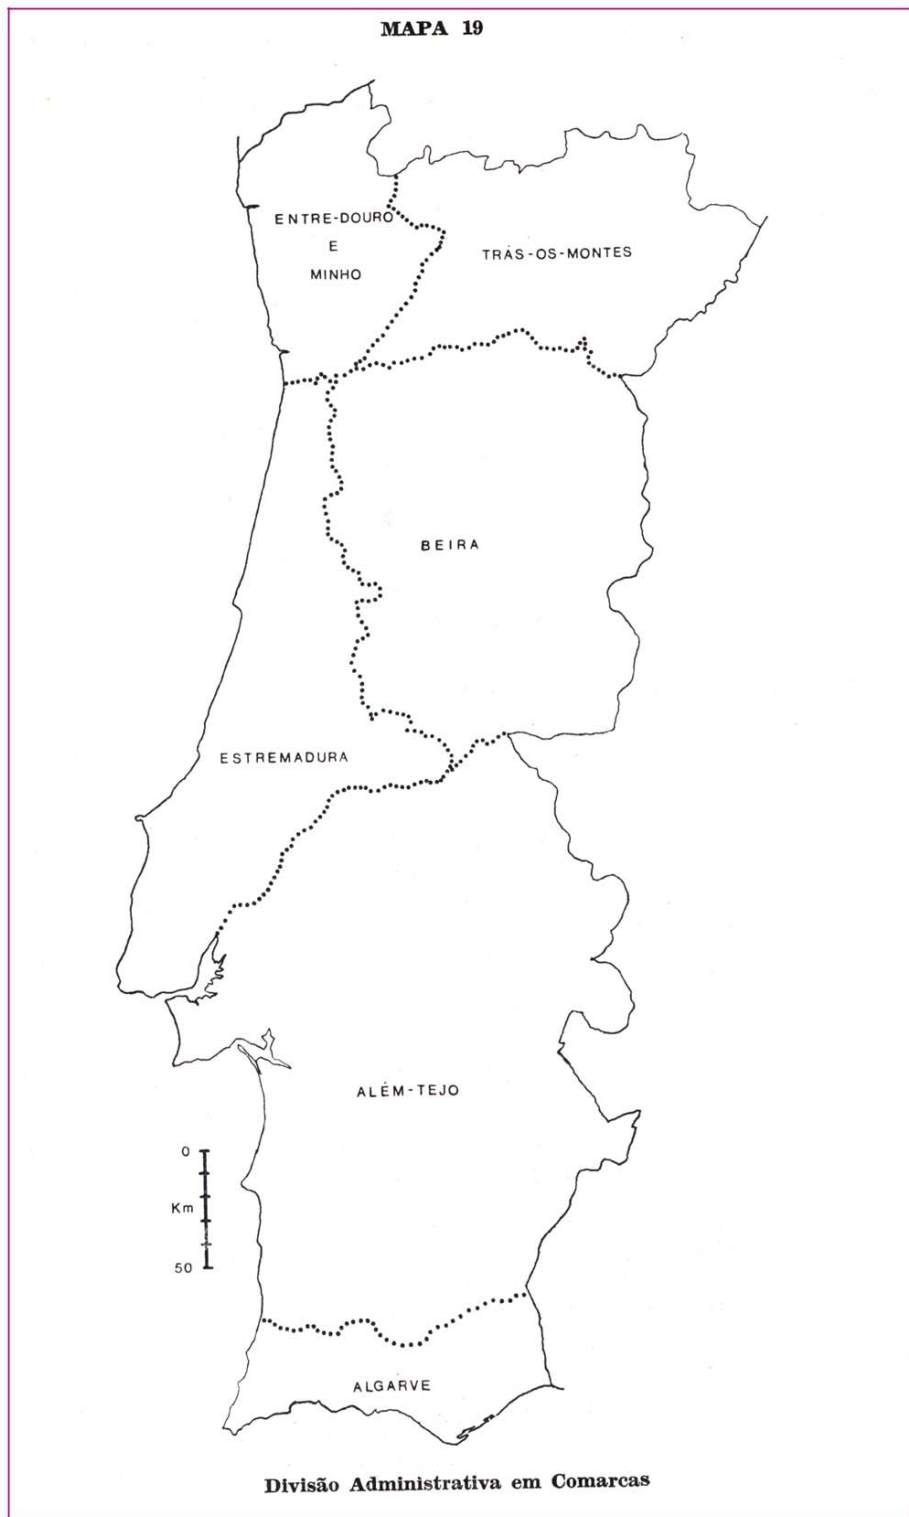 MAPA 19
ENTRE-DOURO
E
MINHO
TRÁS-OS-MONTES
BEIRA
ESTREMADURA
ALÉM-TEJO
0
Km
50
ALGARVE
Divisão Administrativa em Comarcas